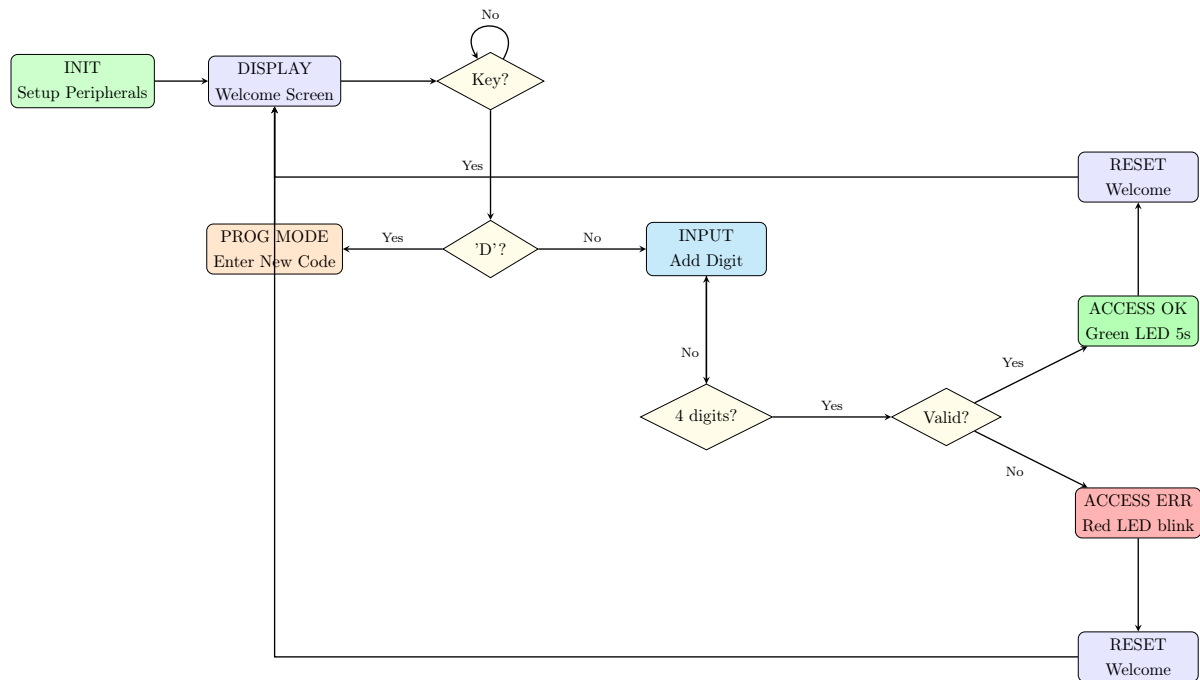 No
INIT
Setup Peripherals
DISPLAY
Welcome Screen
Key?
Yes
RESET
Welcome
PROG MODE
Enter New Code
Yes
'D'?
No
INPUT
Add Digit
ACCESS OK
Green LED 5s
No
Yes
4 digits?
Yes
Valid?
No
ACCESS ERR
Red LED blink
RESET
Welcome